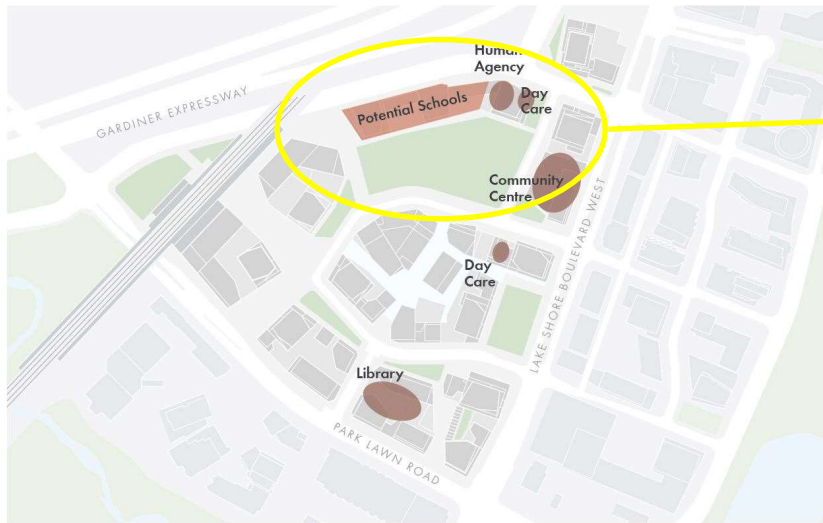 Human
Agency
GARDINER EXPRESSWAY
Potential Schools
Day
Care
Community
Centre
LAKE SHORE BOULEVARD WEST
Day
Care
Library
PARK LAWN ROAD